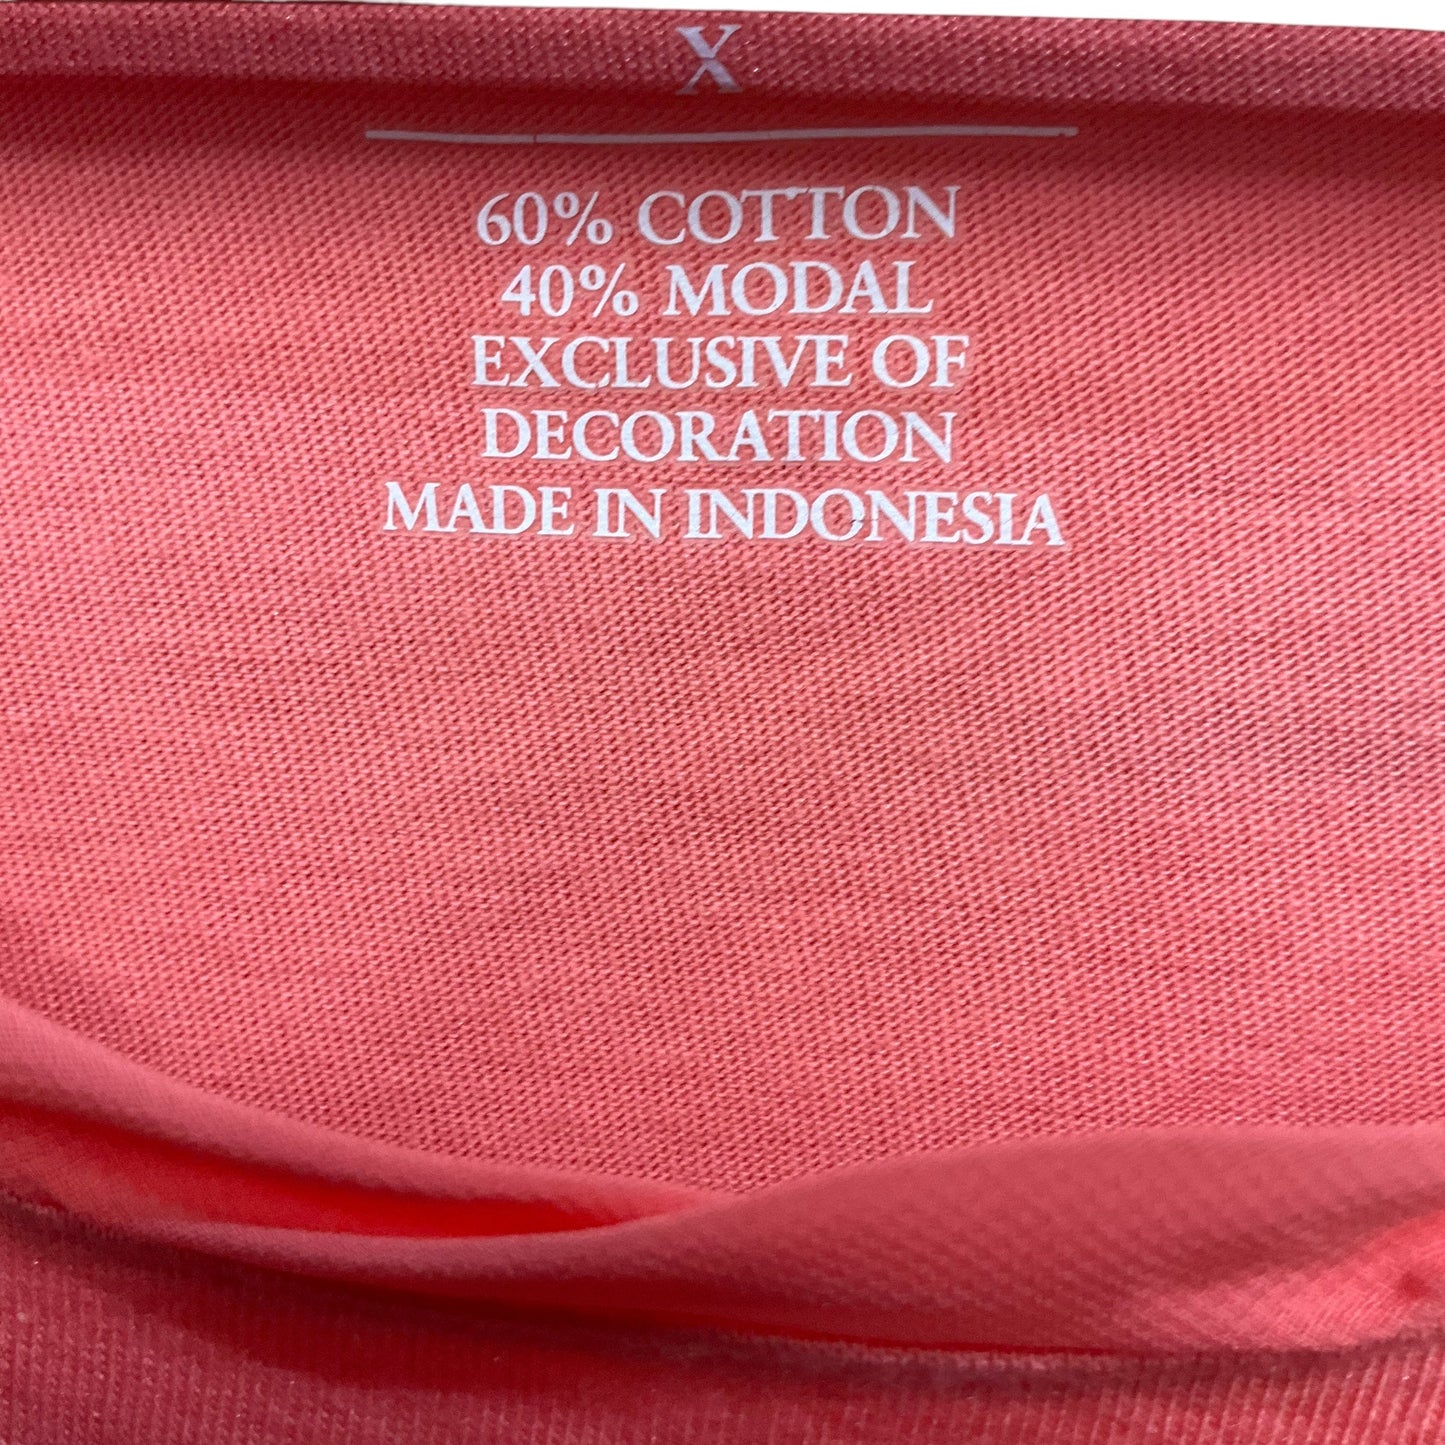 X
60% COTTON
40% MODAL
EXCLUSIVE OF
DECORATION
MADE IN INDONESIA